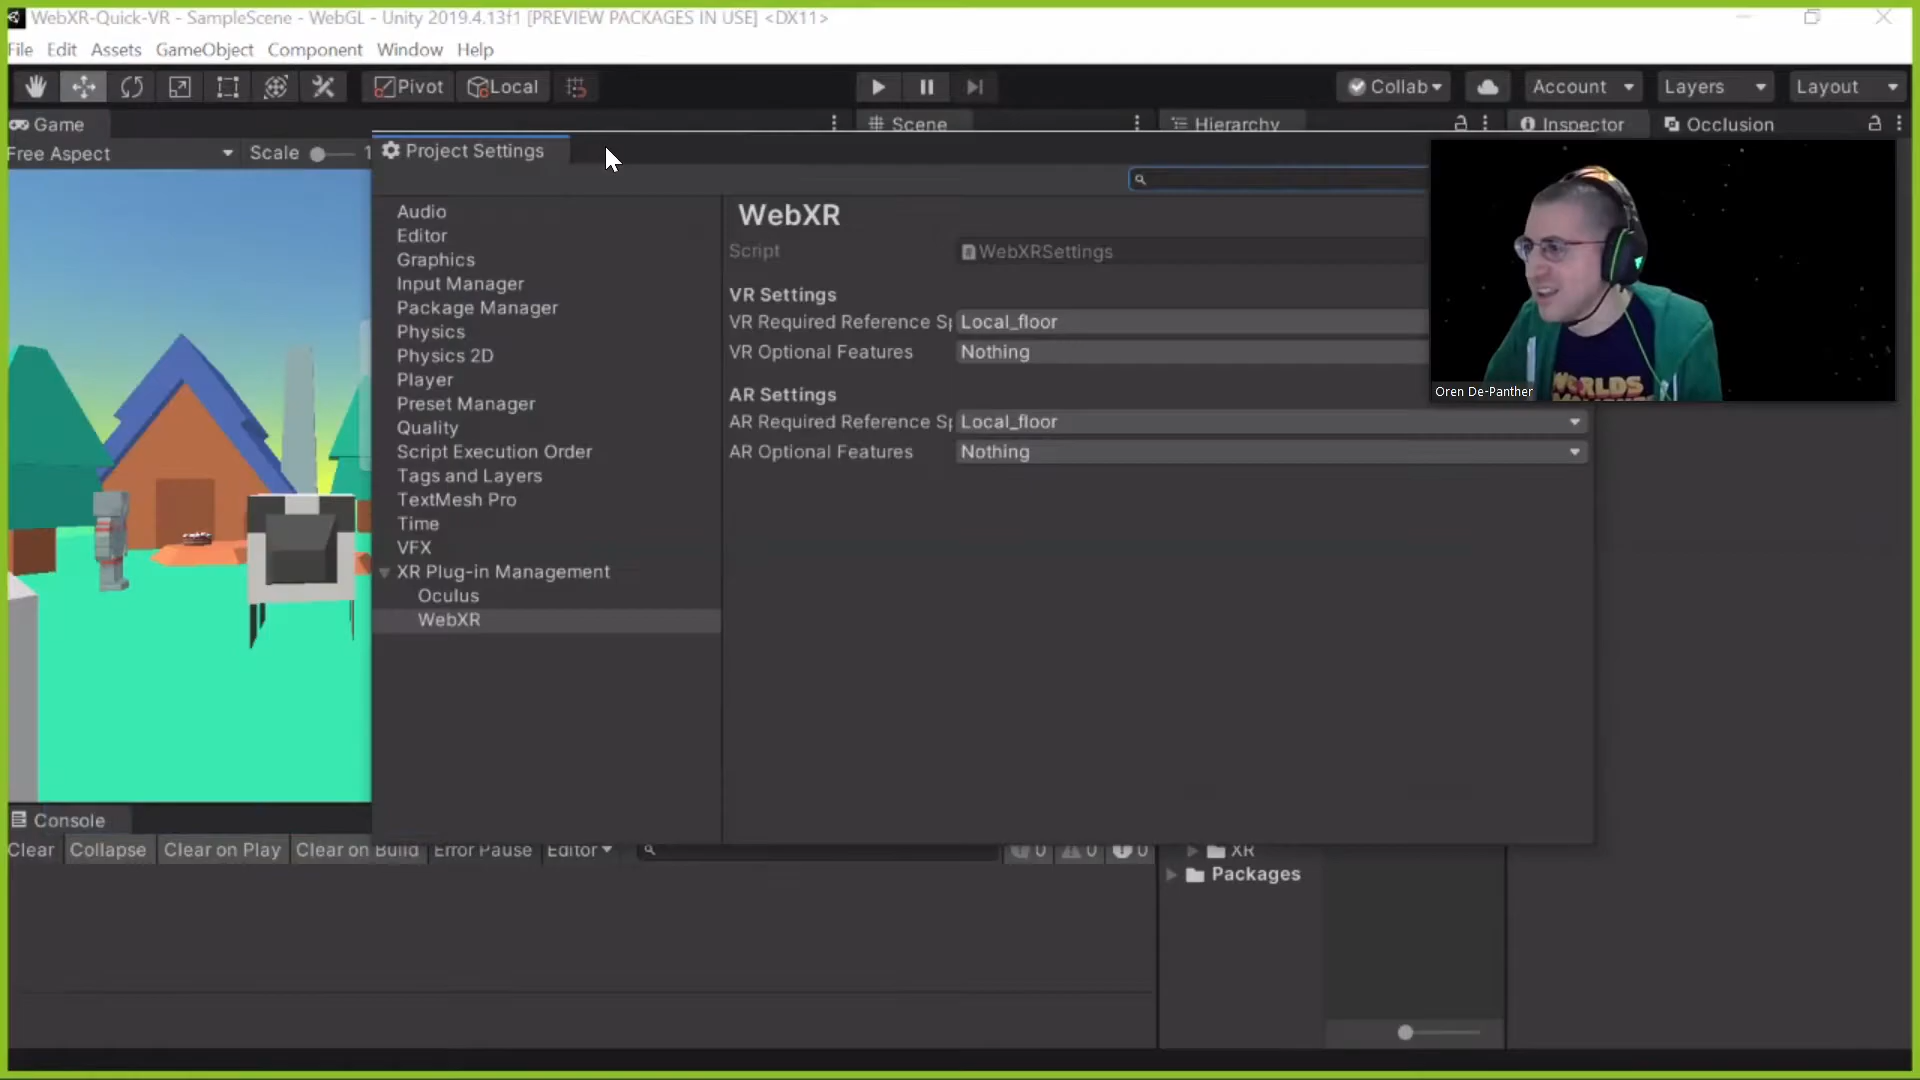 WebXR-Quick-VR - SampleScene - WebGL - Unity 2019.4.13f1 [PREVIEW PACKAGES IN USE] <DX11>
File Edit Assets GameObject Component Window Help
Pivot Local Collab Account Layers Layout
Game Scene Hierarchy Inspector Occlusion
Free Aspect Scale 1
Project Settings
Audio
Editor
Graphics
Input Manager
Package Manager
Physics
Physics 2D
Player
Preset Manager
Quality
Script Execution Order
Tags and Layers
TextMesh Pro
Time
VFX
XR Plug-in Management
Oculus
WebXR
WebXR
Script WebXRSettings
VR Settings
VR Required Reference Sp Local_floor
VR Optional Features Nothing
AR Settings
AR Required Reference Sp Local_floor
AR Optional Features Nothing
WORLDS
Oren De-Panther
Console
Clear Collapse Clear on Play Clear on Build Error Pause Editor 0 0 0
XR
Packages